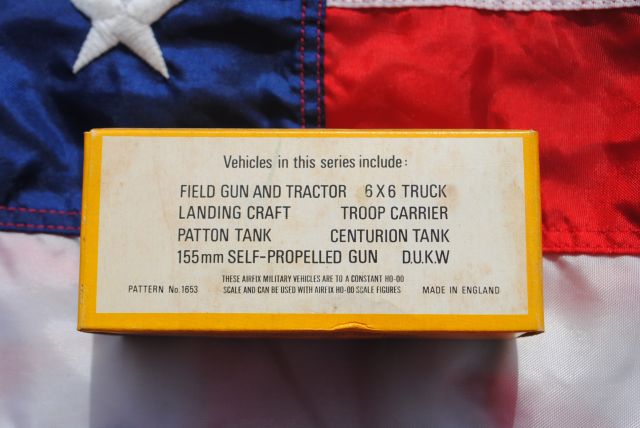 Vehicles in this series include:
FIELD GUN AND TRACTOR 6 X 6 TRUCK
LANDING CRAFT TROOP CARRIER
PATTON TANK CENTURION TANK
155mm SELF-PROPELLED GUN D.U.K.W
THESE AIRFIX MILITARY VEHICLES ARE TO A CONSTANT HO-OO
PATTERN No.1653 SCALE AND CAN BE USED WITH AIRFIX HO-OO SCALE FIGURES MADE IN ENGLAND